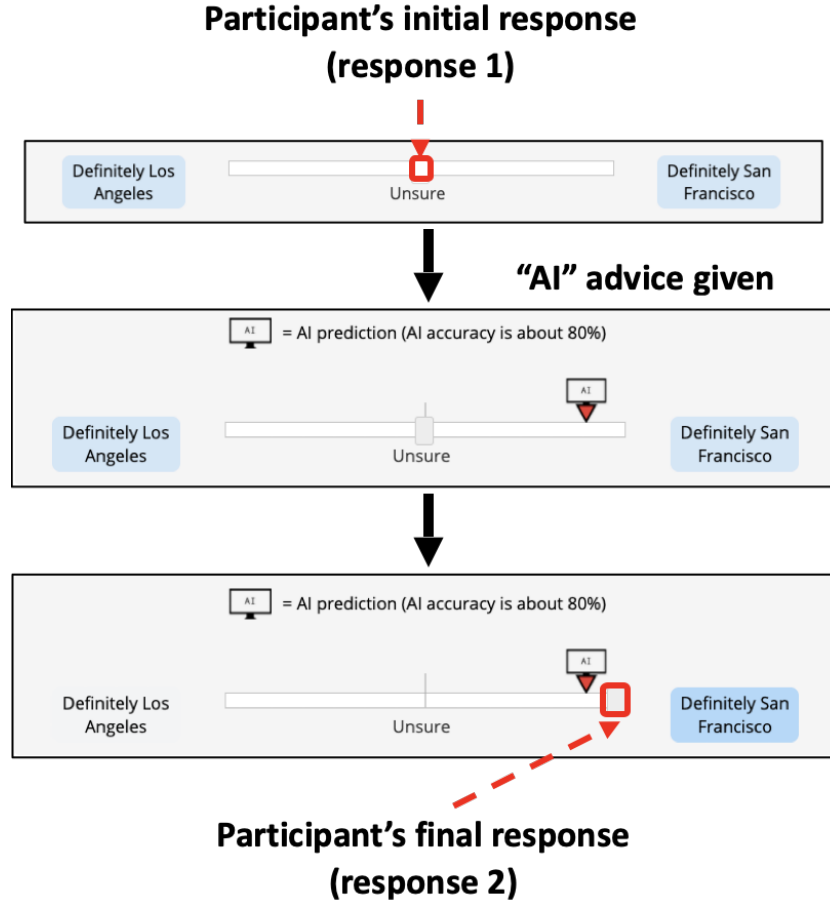 Participant’s initial response
(response 1)
Definitely Los
Angeles
Unsure
Definitely San
Francisco
“AI” advice given
AI = AI prediction (AI accuracy is about 80%)
AI
Definitely Los
Angeles
Unsure
Definitely San
Francisco
AI = AI prediction (AI accuracy is about 80%)
AI
Definitely Los
Angeles
Unsure
Definitely San
Francisco
Participant’s final response
(response 2)